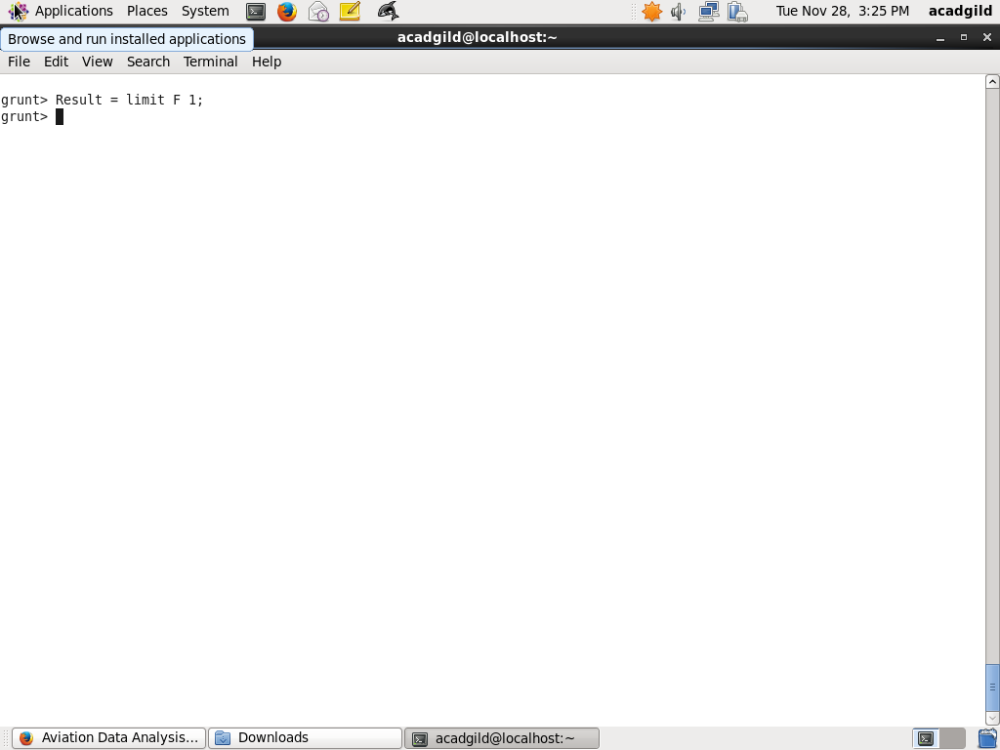 Applications Places System Tue Nov 28, 3:25 PM acadgild
Browse and run installed applications
acadgild@localhost:~
File Edit View Search Terminal Help
grunt> Result = limit F 1;
grunt>
Aviation Data Analysis... Downloads acadgild@localhost:~